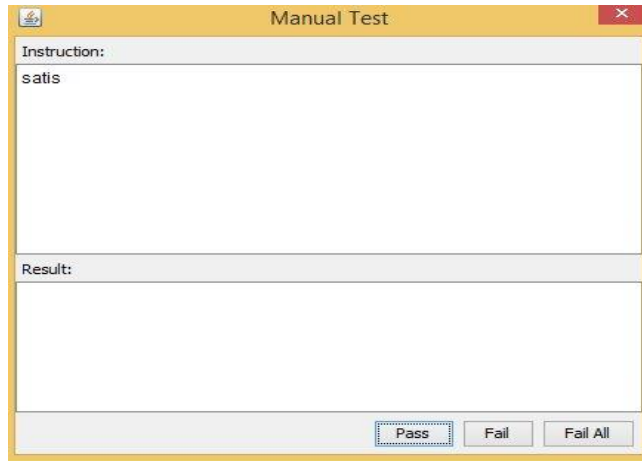 Manual Test
Instruction:
satis
Result:
Pass Fail Fail All